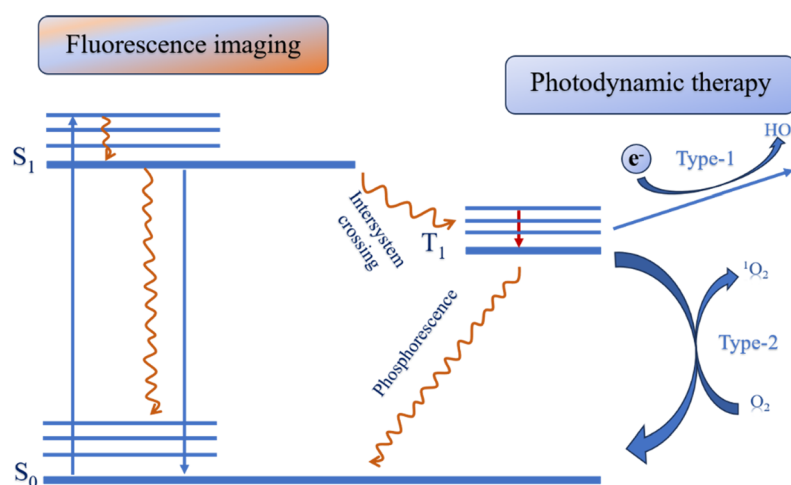 Fluorescence imaging
Photodynamic therapy
S1
Intersystem
crossing
T1
e-
Type-1
HO
Phosphorescence
¹O₂
Type-2
O₂
S0